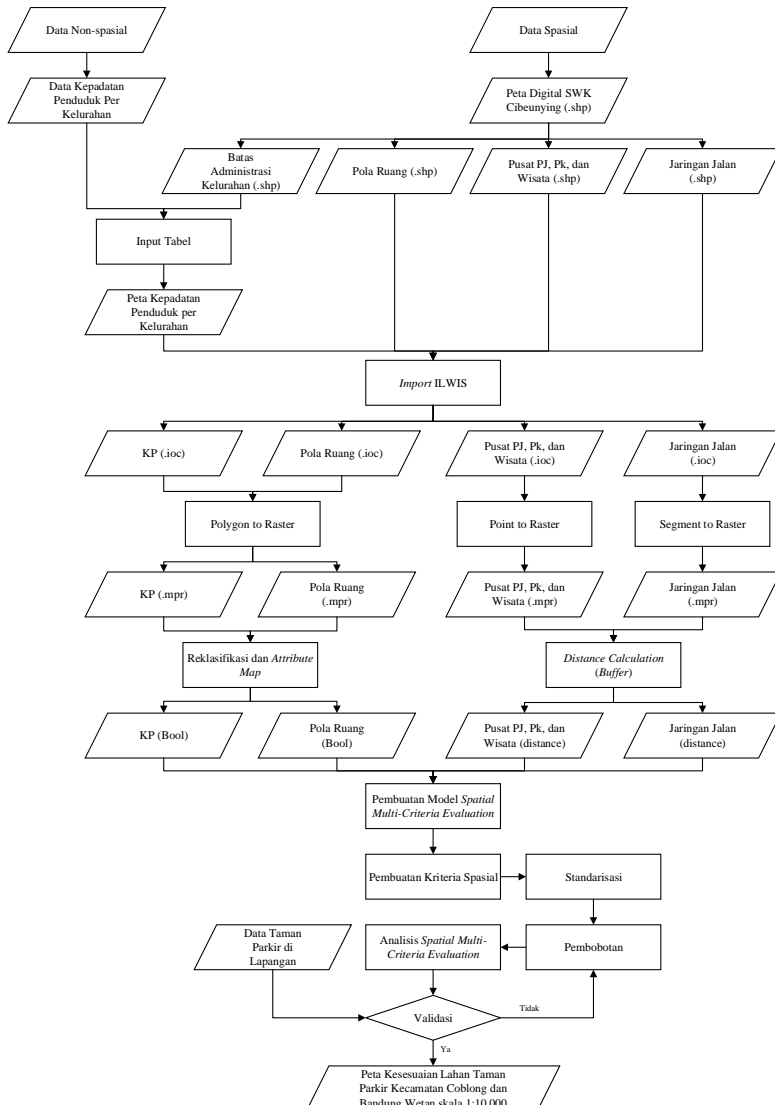 Data Non-spasial
Data Spasial
Data Kepadatan
Penduduk Per
Kelurahan
Peta Digital SWK
Cibeunying (.shp)
Batas
Administrasi
Kelurahan (.shp)
Pola Ruang (.shp)
Pusat PJ, Pk, dan
Wisata (.shp)
Jaringan Jalan
(.shp)
Input Tabel
Peta Kepadatan
Penduduk per
Kelurahan
Import ILWIS
KP (.ioc)
Pola Ruang (.ioc)
Pusat PJ, Pk, dan
Wisata (.ioc)
Jaringan Jalan
(.ioc)
Polygon to Raster
Point to Raster
Segment to Raster
KP (.mpr)
Pola Ruang
(.mpr)
Pusat PJ, Pk, dan
Wisata (.mpr)
Jaringan Jalan
(.mpr)
Reklasifikasi dan Attribute
Map
Distance Calculation
(Buffer)
KP (Bool)
Pola Ruang
(Bool)
Pusat PJ, Pk, dan
Wisata (distance)
Jaringan Jalan
(distance)
Pembuatan Model Spatial
Multi-Criteria Evaluation
Pembuatan Kriteria Spasial
Standarisasi
Data Taman
Parkir di
Lapangan
Analisis Spatial Multi-
Criteria Evaluation
Pembobotan
Validasi
Tidak
Ya
Peta Kesesuaian Lahan Taman
Parkir Kecamatan Coblong dan
Bandung Wetan skala 1:10.000